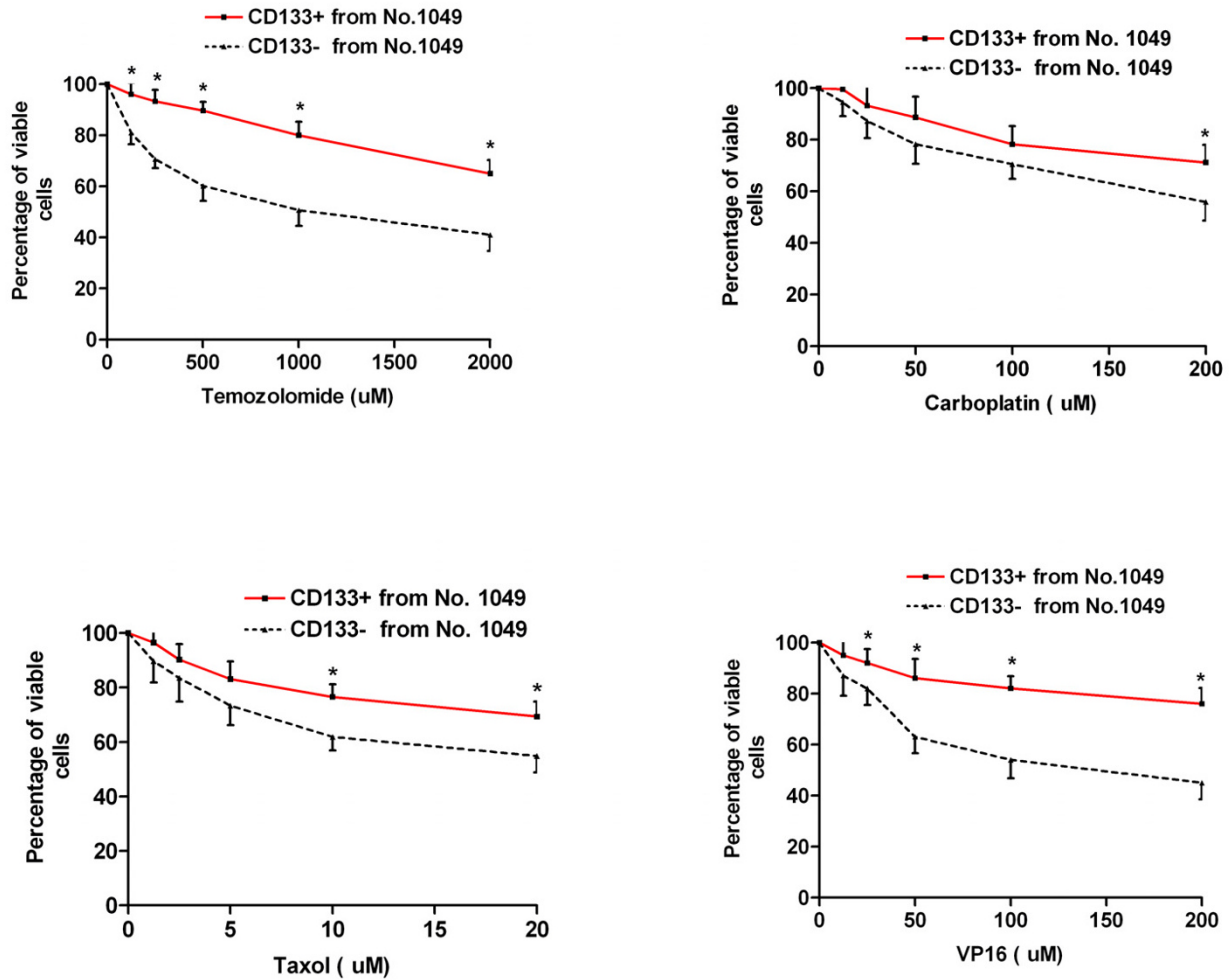 CD133+ from No.1049
CD133- from No.1049
* * * * *
100
80
60
40
20
0
Percentage of viable
cells
0 500 1000 1500 2000
Temozolomide (uM)
CD133+ from No. 1049
CD133- from No. 1049
*
100
80
60
40
20
0
Percentage of viable
cells
0 50 100 150 200
Carboplatin ( uM)
CD133+ from No. 1049
CD133- from No. 1049
* *
100
80
60
40
20
0
Percentage of viable
cells
0 5 10 15 20
Taxol ( uM)
CD133+ from No.1049
CD133- from No.1049
* * * *
100
80
60
40
20
0
Percentage of viable
cells
0 50 100 150 200
VP16 ( uM)